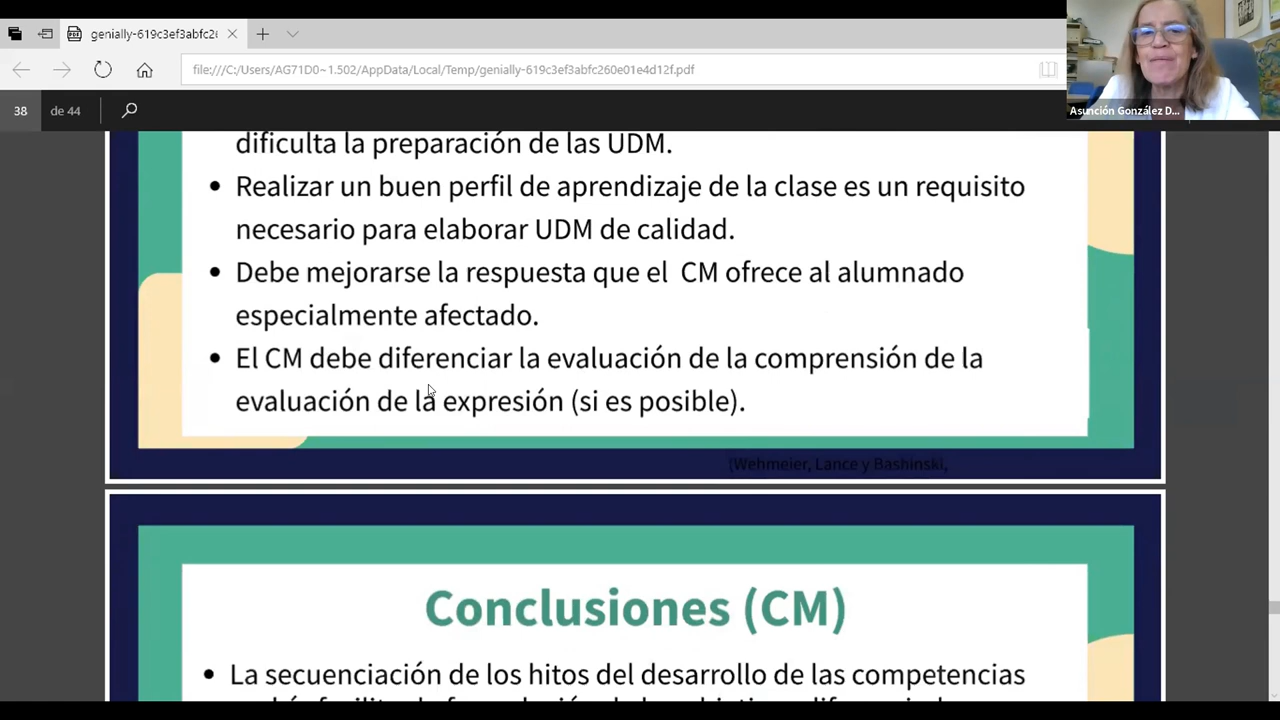 genially-619c3ef3abfc2
file:///C:/Users/AG71D0~1.502/AppData/Local/Temp/genially-619c3ef3abfc260e01e4d12f.pdf
Asunción González D...
38 de 44
dificulta la preparación de las UDM.
• Realizar un buen perfil de aprendizaje de la clase es un requisito
necesario para elaborar UDM de calidad.
• Debe mejorarse la respuesta que el CM ofrece al alumnado
especialmente afectado.
• El CM debe diferenciar la evaluación de la comprensión de la
evaluación de la expresión (si es posible).
(Wehmeier, Lance y Bashinski,
Conclusiones (CM)
• La secuenciación de los hitos del desarrollo de las competencias